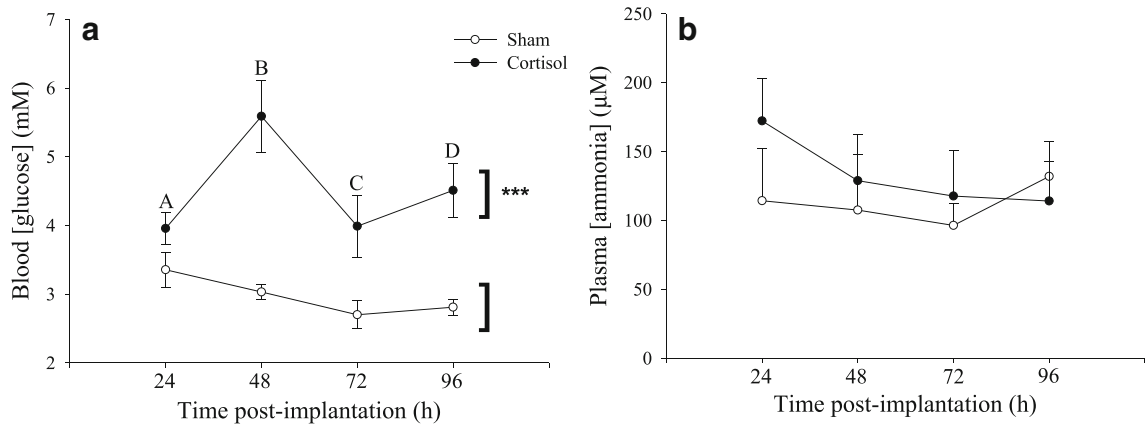 a
Sham
Cortisol
Blood [glucose] (mM)
7
6
5
4
3
2
A
B
C
D
***
24 48 72 96
Time post-implantation (h)
b
Plasma [ammonia] (µM)
250
200
150
100
50
0
24 48 72 96
Time post-implantation (h)